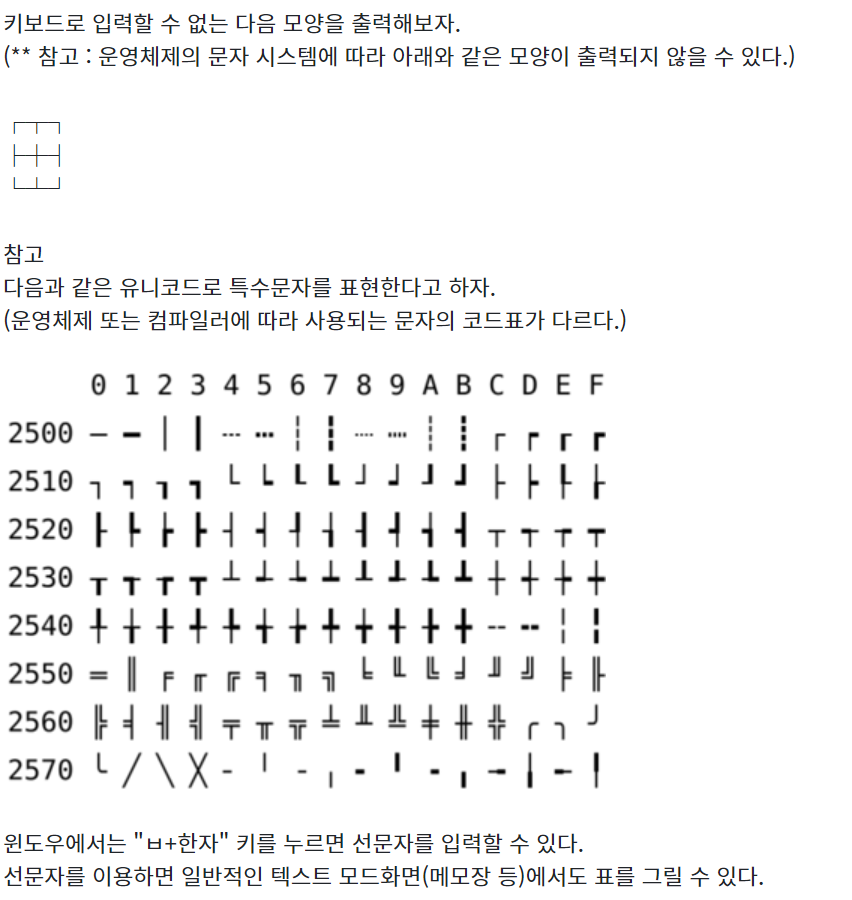 키보드로 입력할 수 없는 다음 모양을 출력해보자.
(** 참고 : 운영체제의 문자 시스템에 따라 아래와 같은 모양이 출력되지 않을 수 있다.)
┌┬┐
├┼┤
└┴┘
참고
다음과 같은 유니코드로 특수문자를 표현한다고 하자.
(운영체제 또는 컴파일러에 따라 사용되는 문자의 코드표가 다르다.)
0 1 2 3 4 5 6 7 8 9 A B C D E F
2500 ─ ━ │ ┃ ┄ ┅ ┆ ┇ ┈ ┉ ┊ ┋ ┌ ┍ ┎ ┏
2510 ┐ ┑ ┒ ┓ └ ┕ ┖ ┗ ┘ ┙ ┚ ┛ ├ ┝ ┞ ┟
2520 ┠ ┡ ┢ ┣ ┤ ┥ ┦ ┧ ┨ ┩ ┪ ┫ ┬ ┭ ┮ ┯
2530 ┰ ┱ ┲ ┳ ┴ ┵ ┶ ┷ ┸ ┹ ┺ ┻ ┼ ┽ ┾ ┿
2540 ╀ ╁ ╂ ╃ ╄ ╅ ╆ ╇ ╈ ╉ ╊ ╋ ╌ ╍ ╎ ╏
2550 ═ ║ ╒ ╓ ╔ ╕ ╖ ╗ ╘ ╙ ╚ ╛ ╜ ╝ ╞ ╟
2560 ╠ ╡ ╢ ╣ ╤ ╥ ╦ ╧ ╨ ╩ ╪ ╫ ╬ ╭ ╮ ╯
2570 ╰ ╱ ╲ ╳ ╴ ╵ ╶ ╷ ╸ ╹ ╺ ╻ ╼ ╽ ╾ ╿
윈도우에서는 "ㅂ+한자" 키를 누르면 선문자를 입력할 수 있다.
선문자를 이용하면 일반적인 텍스트 모드화면(메모장 등)에서도 표를 그릴 수 있다.